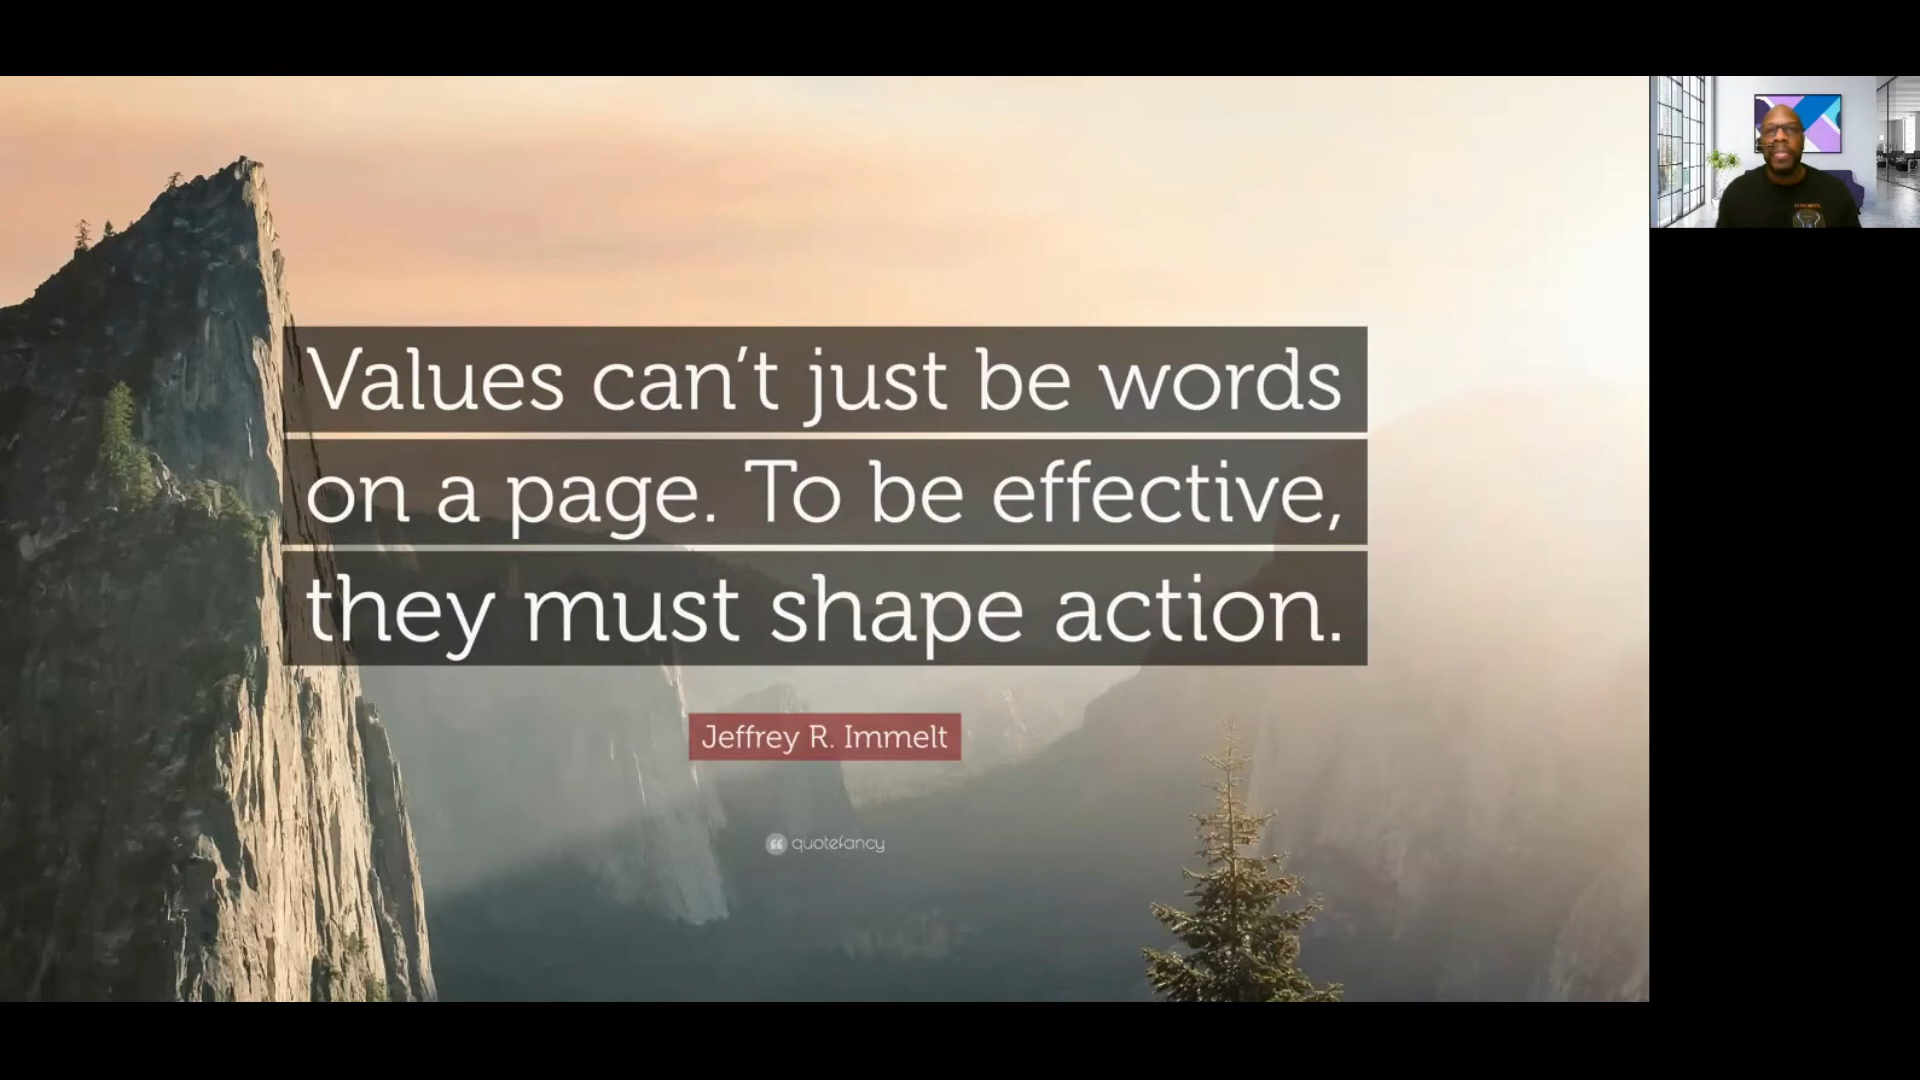 Values can’t just be words
on a page. To be effective,
they must shape action.
Jeffrey R. Immelt
quotefancy